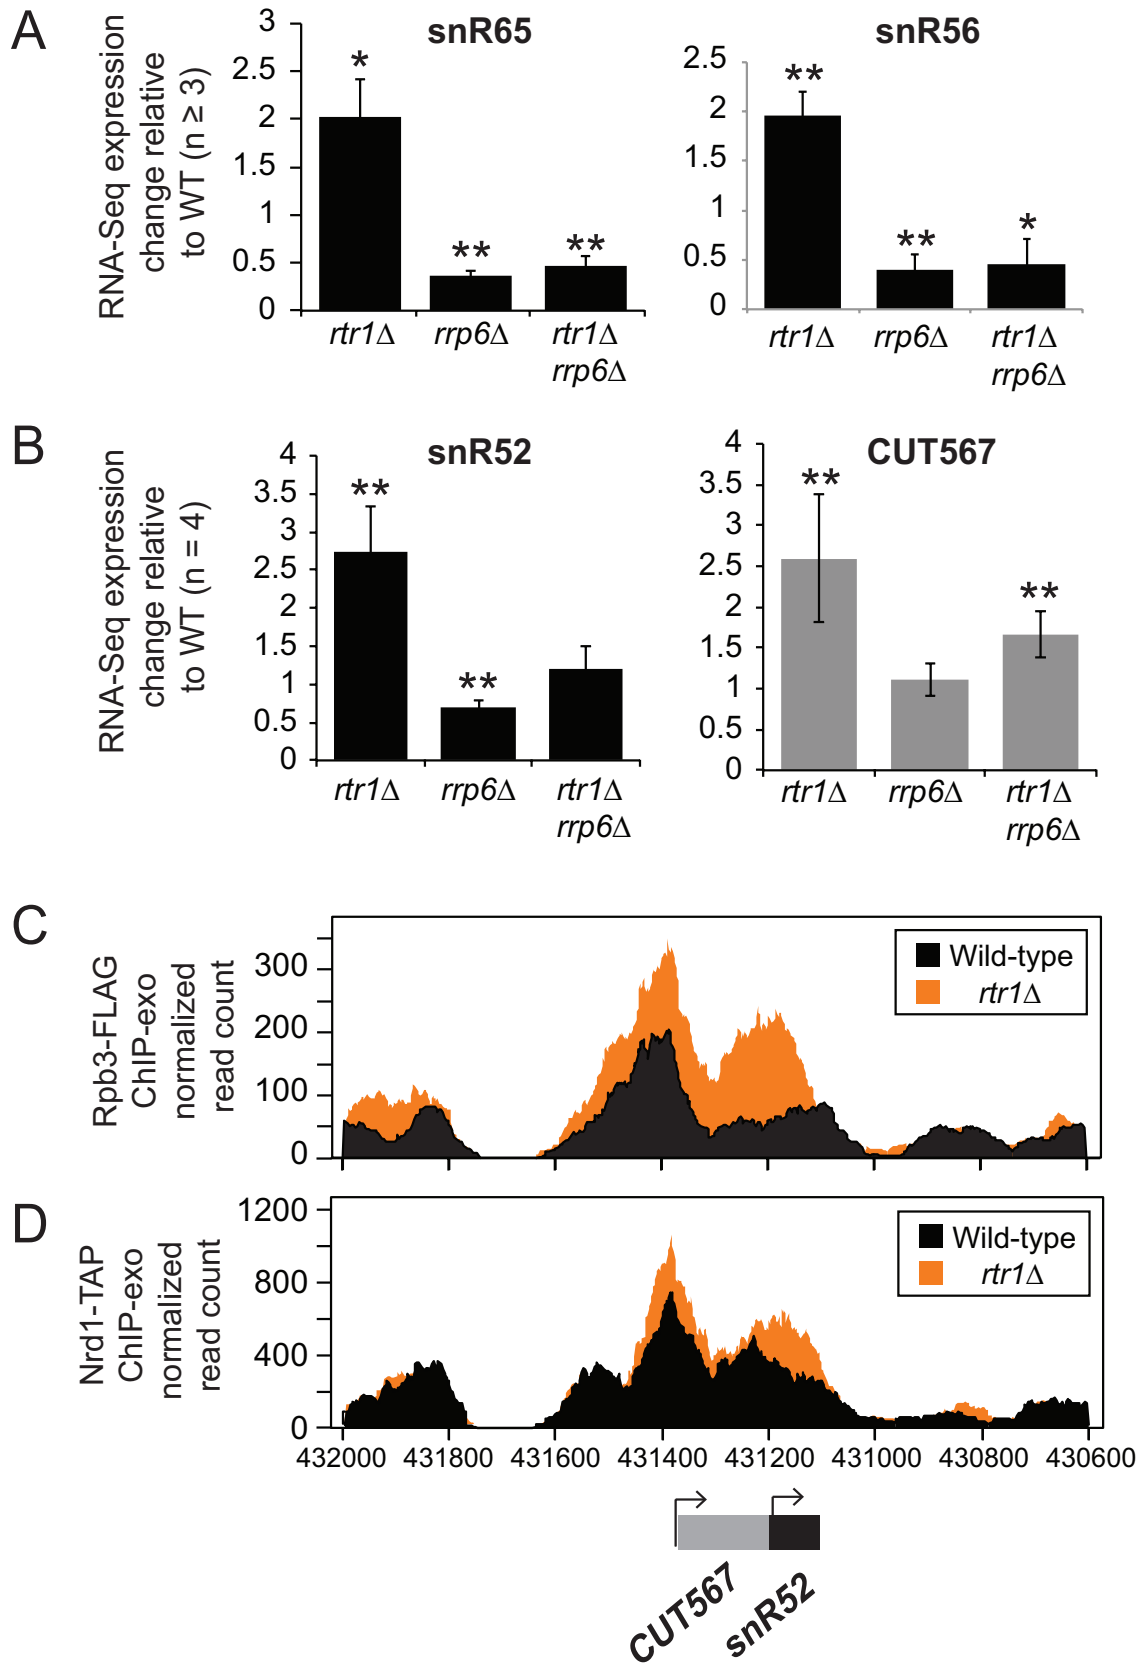 A
RNA-Seq expression
change relative
to WT (n ≥ 3)
snR65
3
2.5
2
1.5
1
0.5
0
*
**
**
rtr1Δ
rrp6Δ
rtr1Δ
rrp6Δ
snR56
2.5
2
1.5
1
0.5
0
**
**
*
rtr1Δ
rrp6Δ
rtr1Δ
rrp6Δ
B
RNA-Seq expression
change relative
to WT (n = 4)
snR52
4
3.5
3
2.5
2
1.5
1
0.5
0
**
**
rtr1Δ
rrp6Δ
rtr1Δ
rrp6Δ
CUT567
4
3.5
3
2.5
2
1.5
1
0.5
0
**
**
rtr1Δ
rrp6Δ
rtr1Δ
rrp6Δ
C
Rpb3-FLAG
ChIP-exo
normalized
read count
300
200
100
0
Wild-type
rtr1Δ
D
Nrd1-TAP
ChIP-exo
normalized
read count
1200
800
400
0
Wild-type
rtr1Δ
432000 431800 431600 431400 431200 431000 430800 430600
CUT567
snR52